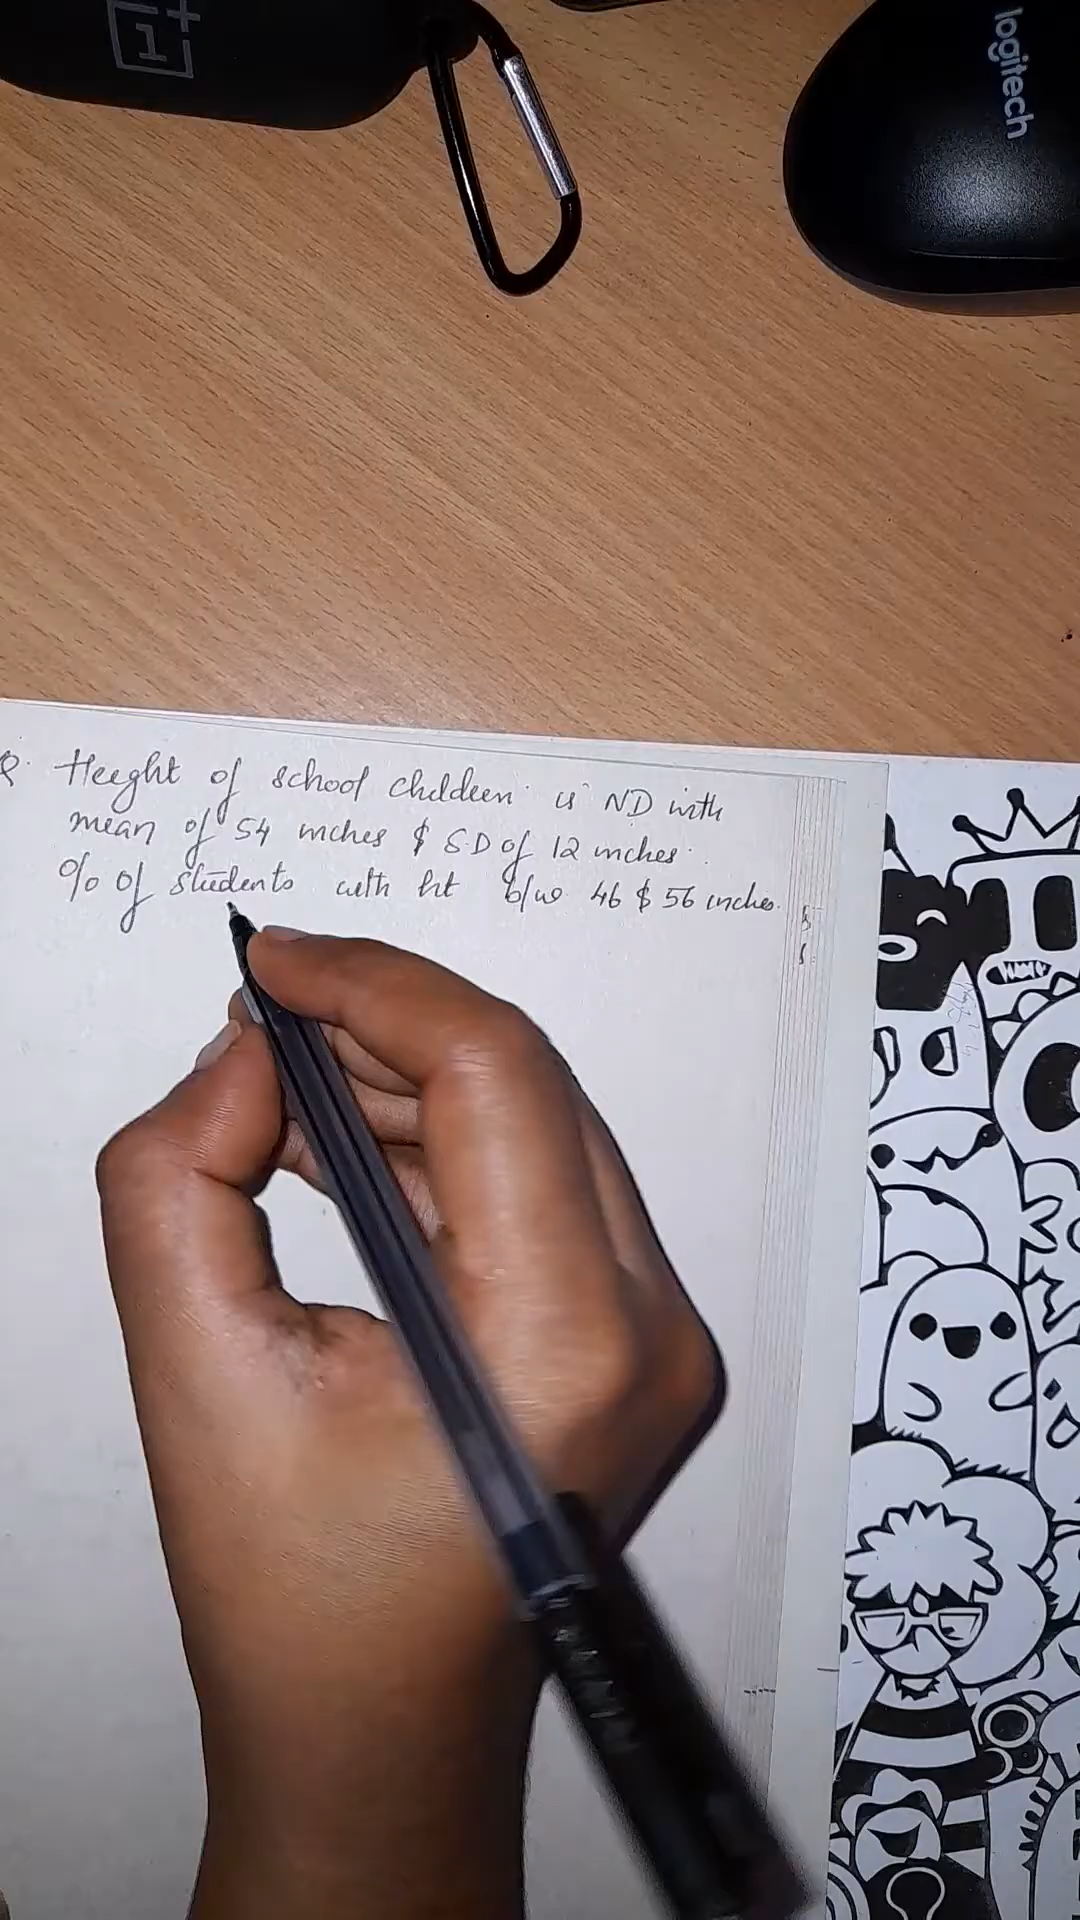 1+
logitech
Q. Height of school children is ND with
mean of 54 inches & S.D of 12 inches.
% of students with ht b/w 46 & 56 inches.